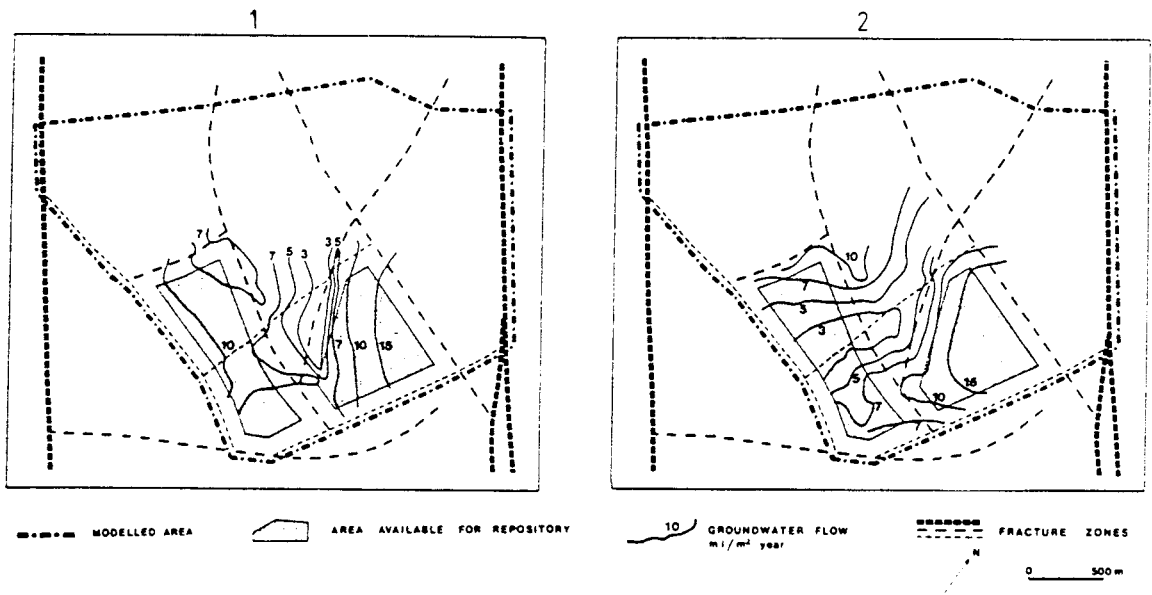 1
2
7
7 5 3 3 5
10
7 10 15
10
7
5
3
5
7
10
15
MODELLED AREA
AREA AVAILABLE FOR REPOSITORY
10 GROUNDWATER FLOW
ml/m² year
FRACTURE ZONES
N
0 500 m